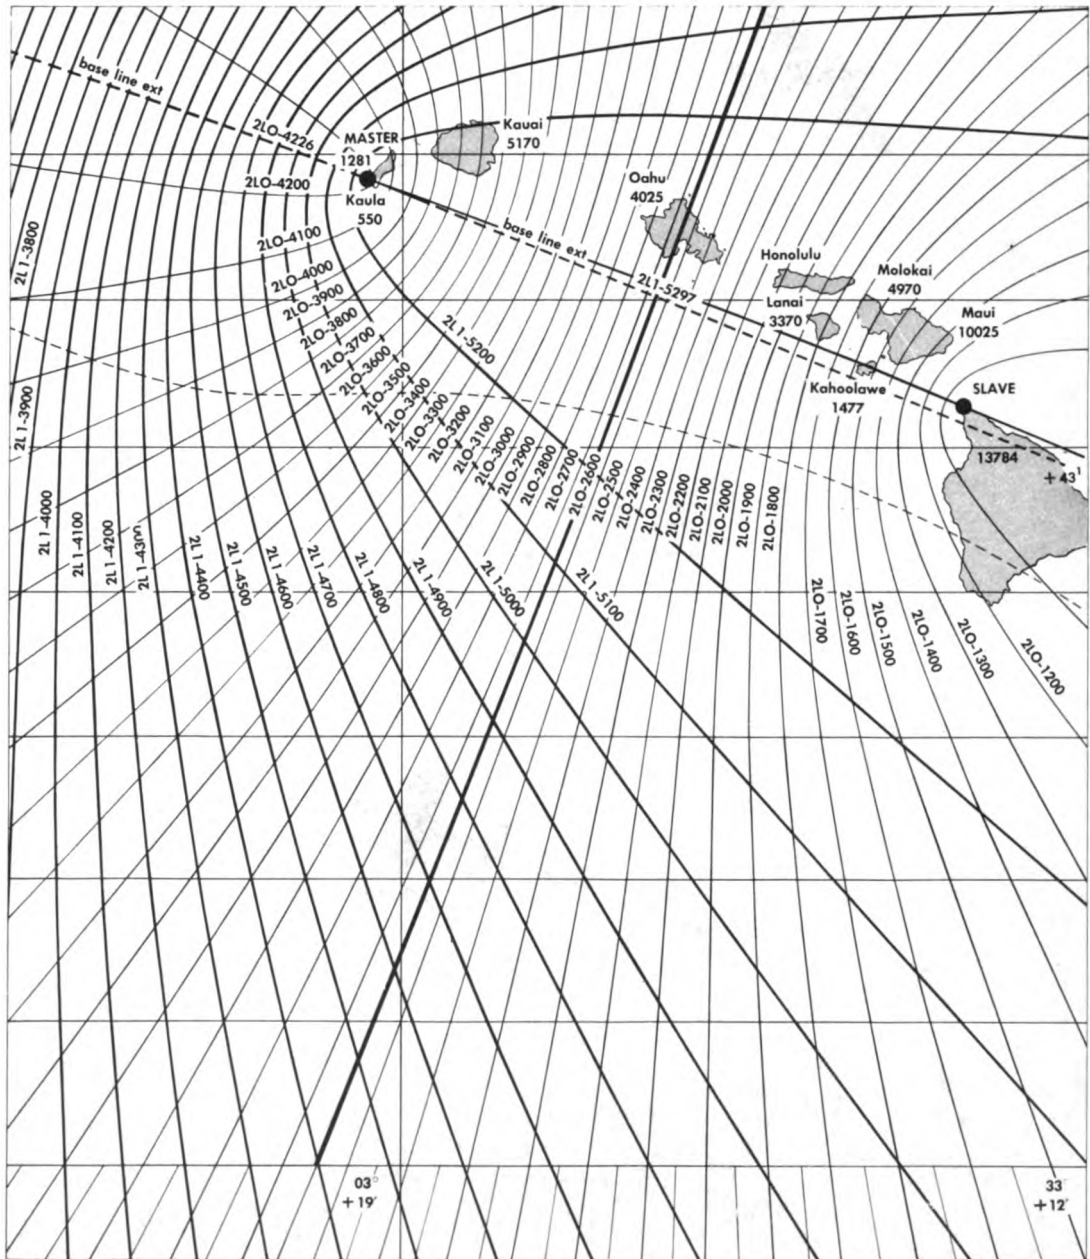 base line ext
2LO-4226
MASTER
1281
Kaula
550
Kauai
5170
Oahu
4025
base line ext
2L1-5297
Honolulu
Molokai
4970
Lanai
3370
Maui
10025
Kahoolawe
1477
SLAVE
13784
+43'
2LO-4200
2LO-4100
2LO-4000
2LO-3900
2LO-3800
2LO-3700
2LO-3600
2LO-3500
2LO-3400
2LO-3300
2LO-3200
2LO-3100
2LO-3000
2LO-2900
2LO-2800
2LO-2700
2LO-2600
2LO-2500
2LO-2400
2LO-2300
2LO-2200
2LO-2100
2LO-2000
2LO-1900
2LO-1800
2LO-1700
2LO-1600
2LO-1500
2LO-1400
2LO-1300
2LO-1200
2L1-3800
2L1-3900
2L1-4000
2L1-4100
2L1-4200
2L1-4300
2L1-4400
2L1-4500
2L1-4600
2L1-4700
2L1-4800
2L1-4900
2L1-5000
2L1-5100
2L1-5200
03°
+19'
33
+12'